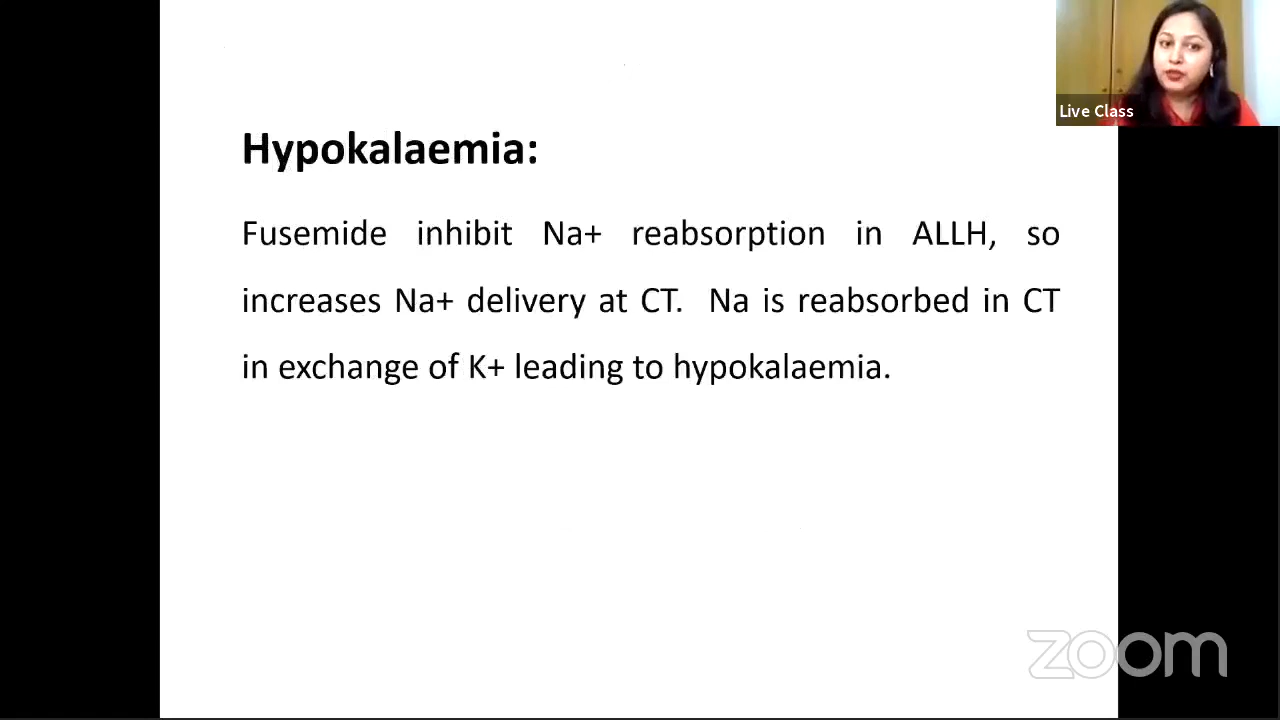 Live Class
Hypokalaemia:
Fusemide inhibit Na+ reabsorption in ALLH, so
increases Na+ delivery at CT. Na is reabsorbed in CT
in exchange of K+ leading to hypokalaemia.
zoom